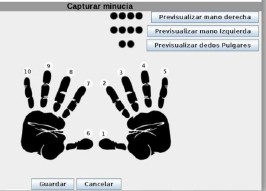 Capturar minucia
Previsualizar mano derecha
Previsualizar mano Izquierda
Previsualizar dedos Pulgares
10 9 8 7 2 3 4 5
6 1
Guardar Cancelar